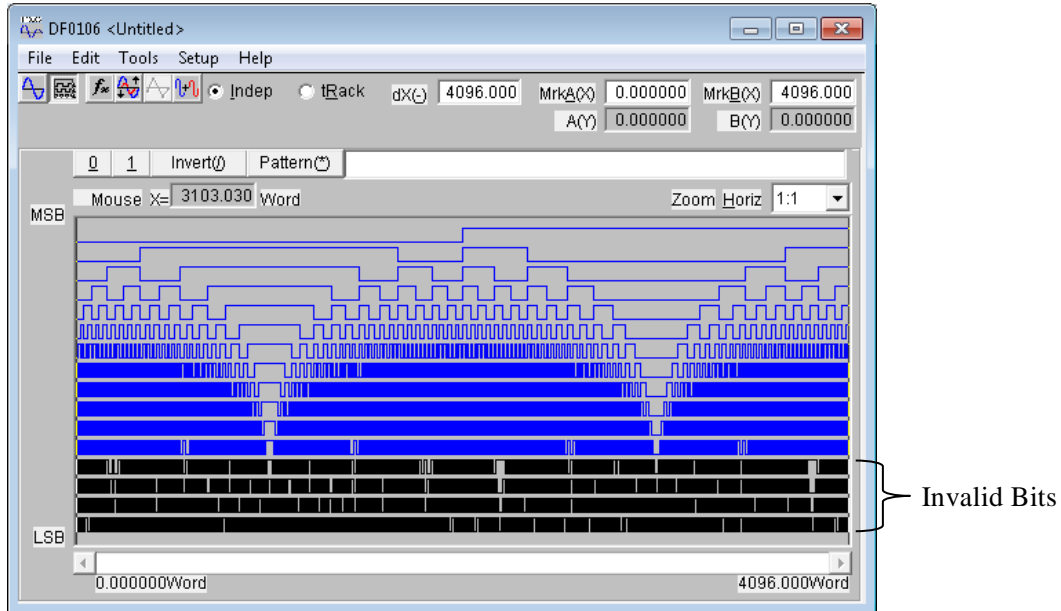 DF0106 <Untitled>
File Edit Tools Setup Help
Indep tRack dX(-) 4096.000 MrkA(X) 0.000000 MrkB(X) 4096.000
A(Y) 0.000000 B(Y) 0.000000
0 1 Invert(/) Pattern(*)
Mouse X= 3103.030 Word Zoom Horiz 1:1
MSB
Invalid Bits
LSB
0.000000Word 4096.000Word